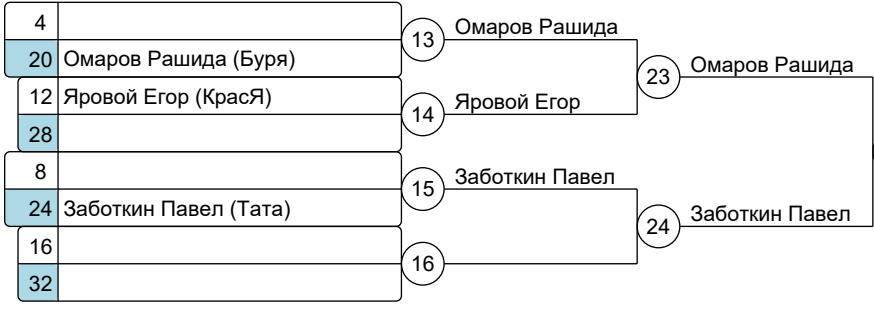 4
20 Омаров Рашида (Буря)
12 Яровой Егор (КрасЯ)
28
8
24 Заботкин Павел (Тата)
16
32
13
Омаров Рашида
14
Яровой Егор
15
Заботкин Павел
16
23
Омаров Рашида
24
Заботкин Павел